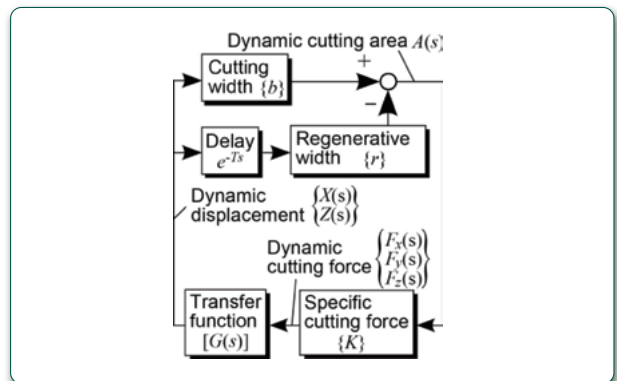 Dynamic cutting area A(s)
+
Cutting
width {b}
−
Delay
e-Ts
Regenerative
width {r}
Dynamic
displacement
{X(s)}
{Z(s)}
Dynamic
cutting force
{Fx(s)}
{Fy(s)}
{Fz(s)}
Transfer
function
[G(s)]
Specific
cutting force
{K}